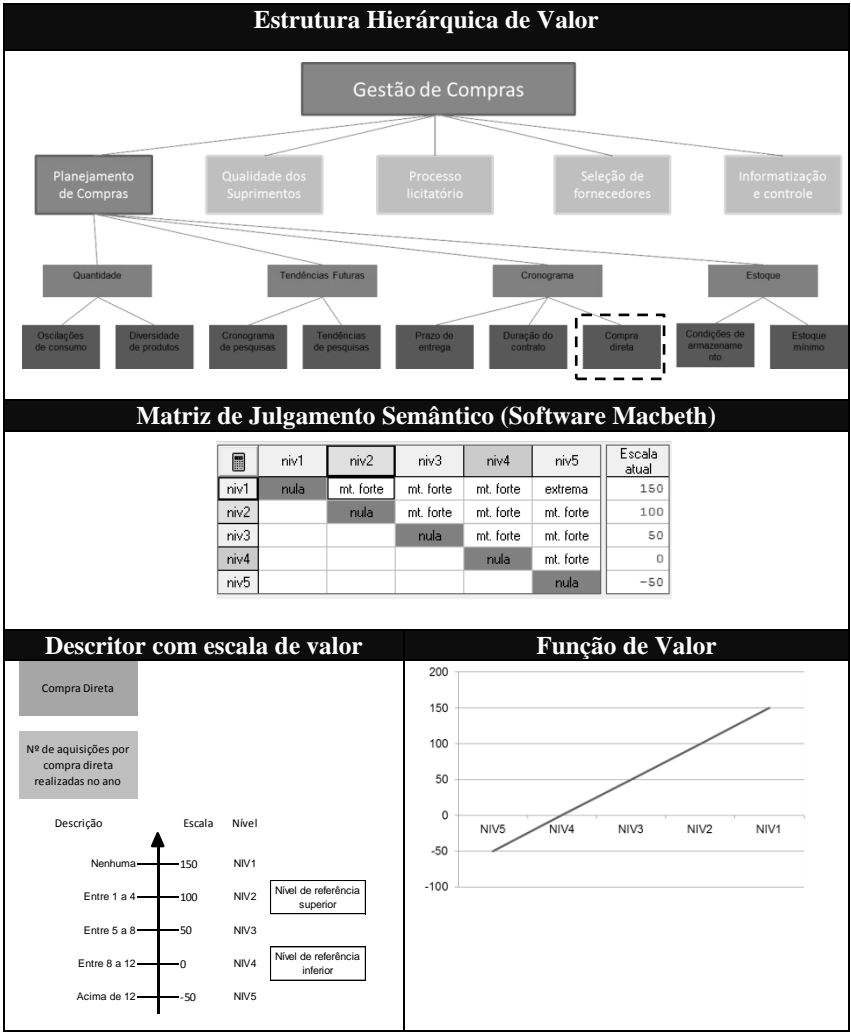 Estrutura Hierárquica de Valor
Gestão de Compras
Planejamento
de Compras
Qualidade dos
Suprimentos
Processo
licitatório
Seleção de
fornecedores
Informatização
e controle
Quantidade
Tendências Futuras
Cronograma
Estoque
Oscilações
de consumo
Diversidade
de produtos
Cronograma
de pesquisas
Tendências
de pesquisas
Prazo de
entrega
Duração do
contrato
Compra
direta
Condições de
armazename
nto
Estoque
mínimo
Matriz de Julgamento Semântico (Software Macbeth)
niv1 niv2 niv3 niv4 niv5 Escala
atual
niv1 nula mt. forte mt. forte mt. forte extrema 150
niv2 nula mt. forte mt. forte mt. forte 100
niv3 nula mt. forte mt. forte 50
niv4 nula mt. forte 0
niv5 nula -50
Descritor com escala de valor
Compra Direta
Nº de aquisições por
compra direta
realizadas no ano
Descrição Escala Nível
Nenhuma 150 NIV1
Entre 1 a 4 100 NIV2 Nível de referência
superior
Entre 5 a 8 50 NIV3
Entre 8 a 12 0 NIV4 Nível de referência
inferior
Acima de 12 -50 NIV5
Função de Valor
200
150
100
50
0
-50
-100
NIV5 NIV4 NIV3 NIV2 NIV1